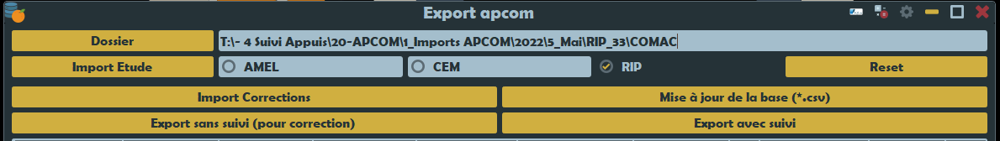 Export apcom
Dossier T:\- 4 Suivi Appuis\20-APCOM\1_Imports APCOM\2022\5_Mai\RIP_33\COMAC
Import Etude AMEL CEM RIP Reset
Import Corrections Mise à jour de la base (*.csv)
Export sans suivi (pour correction) Export avec suivi